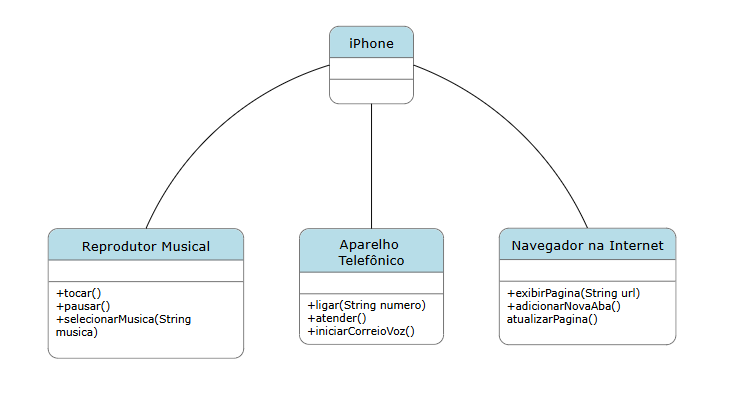 iPhone
Reprodutor Musical
+tocar()
+pausar()
+selecionarMusica(String
musica)
Aparelho
Telefônico
+ligar(String numero)
+atender()
+iniciarCorreioVoz()
Navegador na Internet
+exibirPagina(String url)
+adicionarNovaAba()
atualizarPagina()